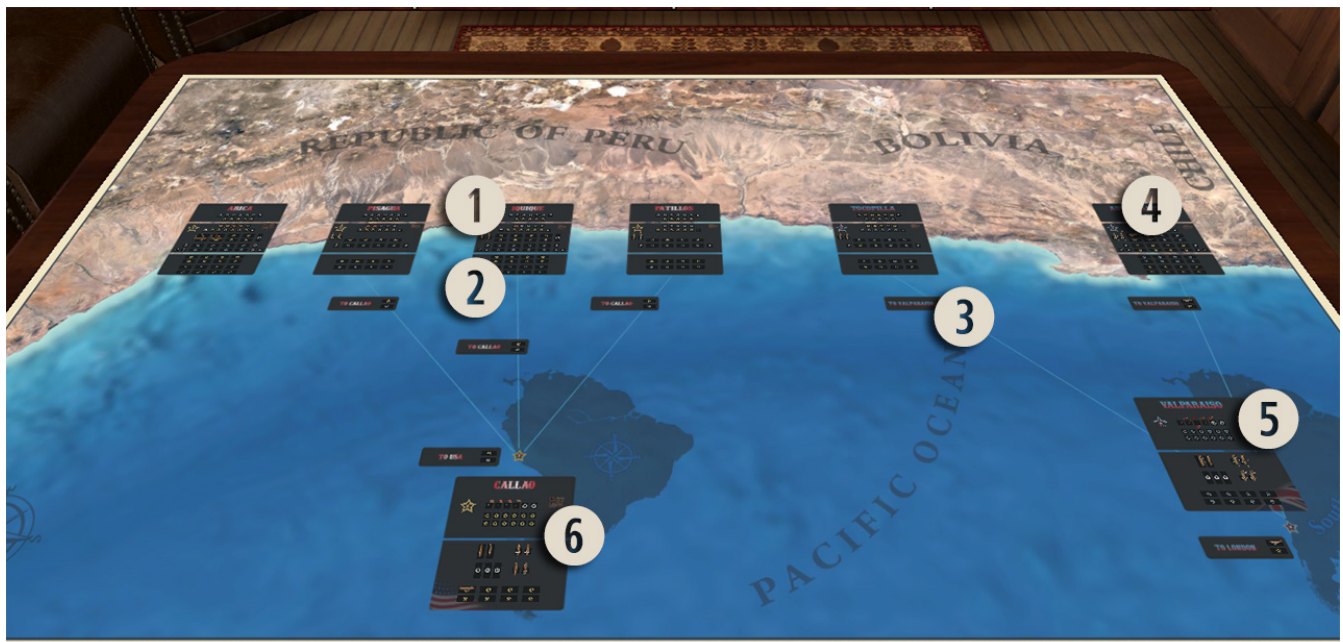 REPUBLIC OF PERU
BOLIVIA
CHILE
ARICA
PISAGUA
1
IQUIQUE
PATILLOS
TOCOPILLA
4
2
TO CALLAO
TO CALLAO
TO VALPARAISO
3
TO VALPARAISO
TO CALLAO
VALPARAISO
5
TO USA
CALLAO
6
PACIFIC OCEAN
TO LONDON